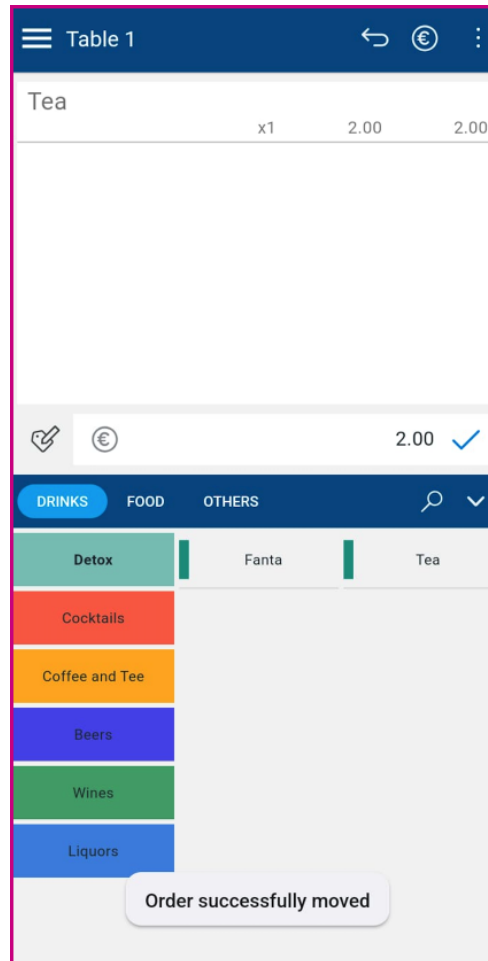 Table 1
Tea
x1 2.00 2.00
€ 2.00
DRINKS FOOD OTHERS
Detox Fanta Tea
Cocktails
Coffee and Tee
Beers
Wines
Liquors
Order successfully moved